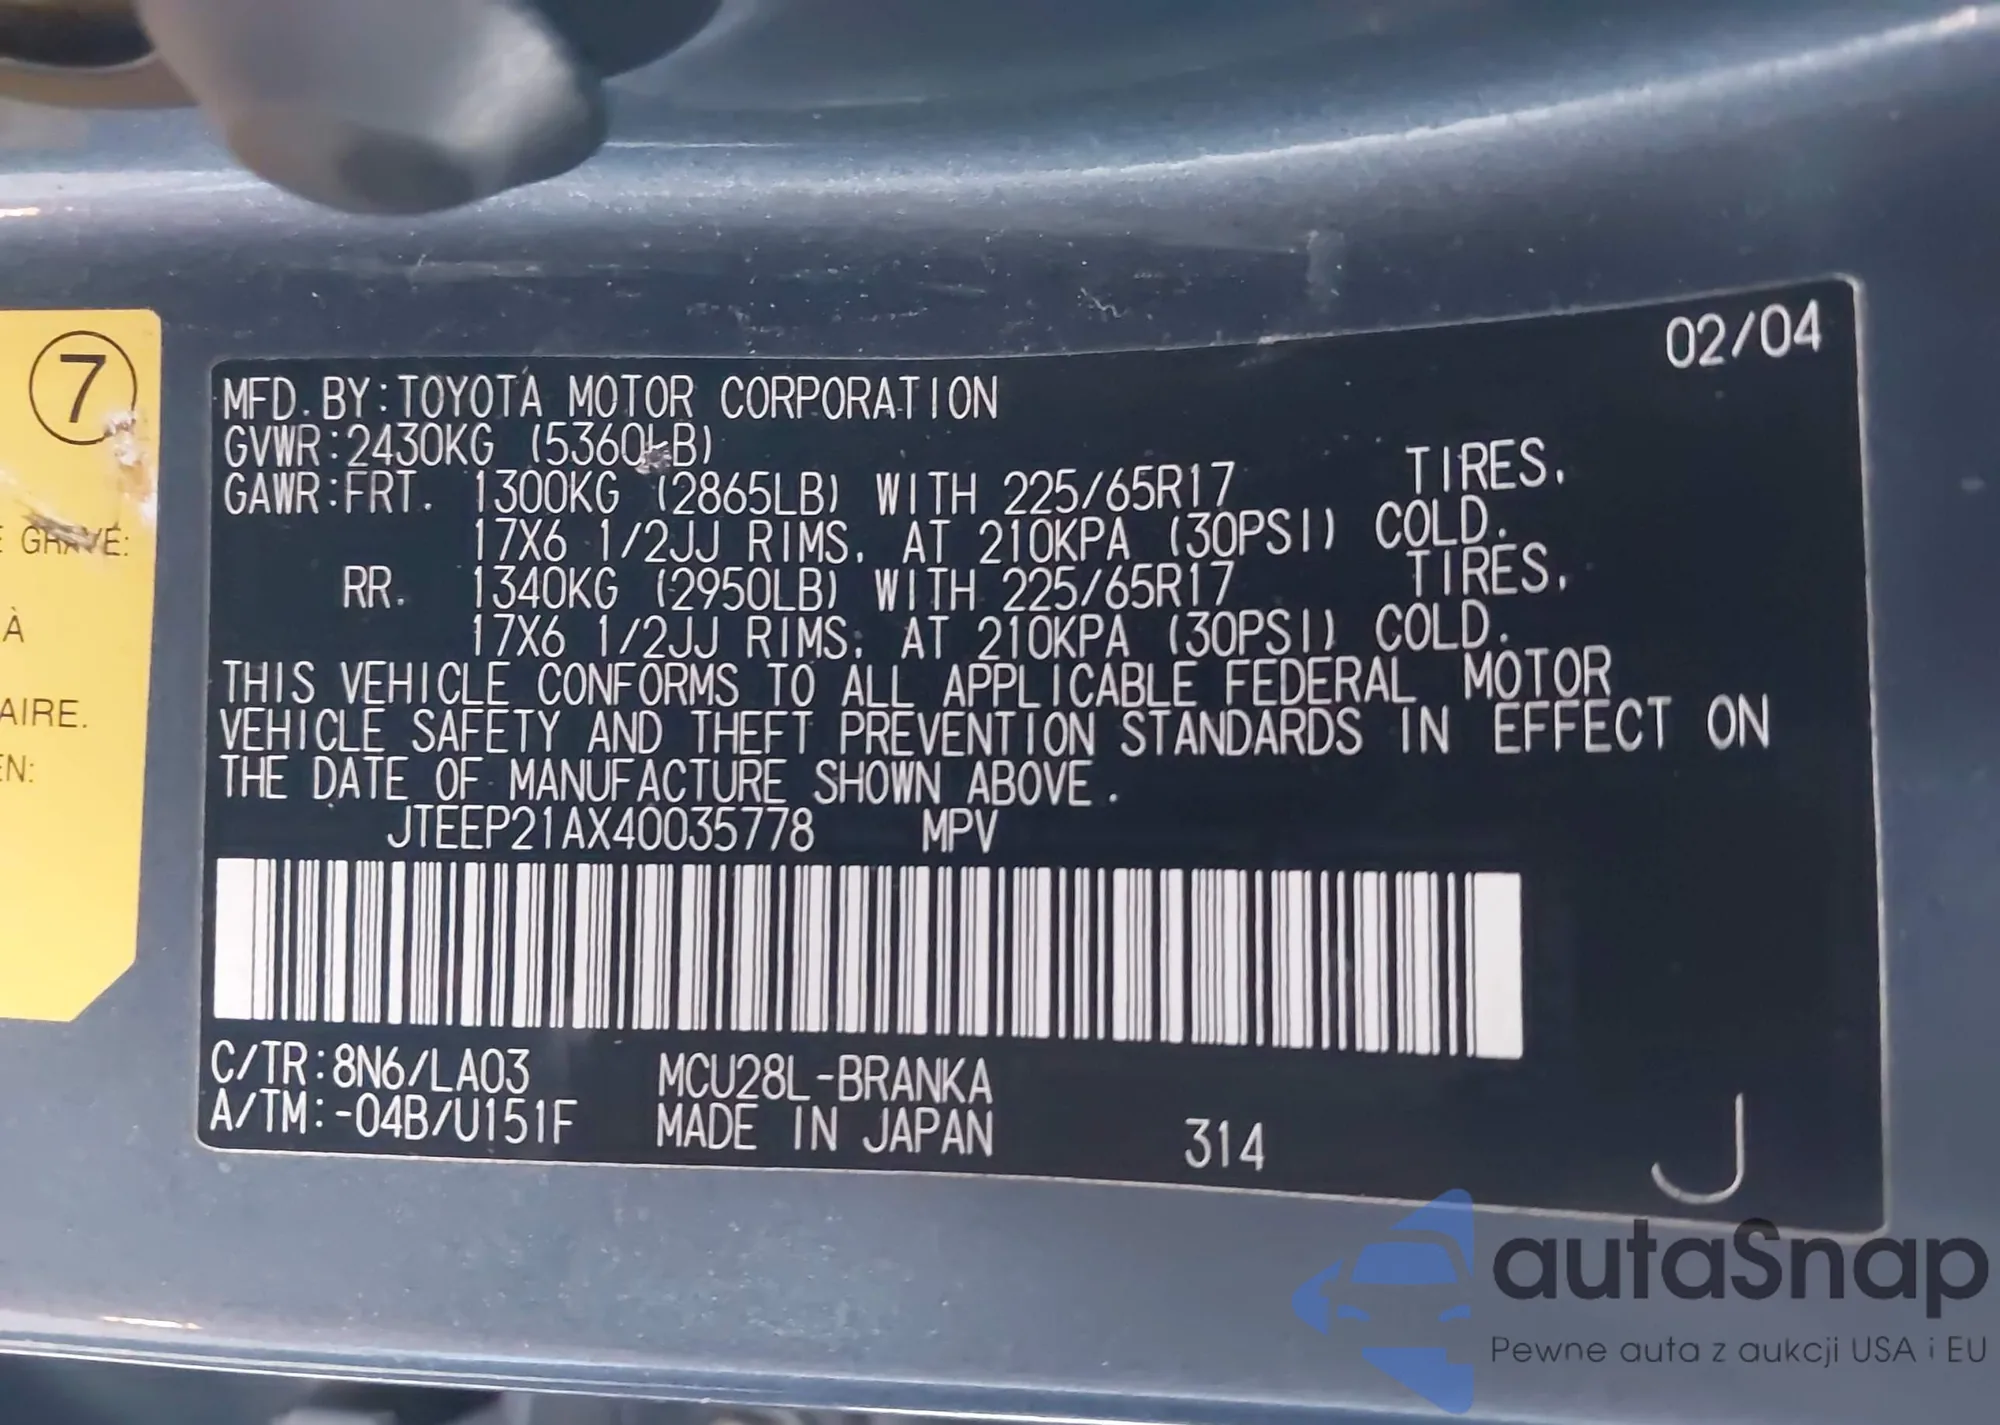 7
GRAVE:
À
AIRE.
EN:
02/04
MFD. BY:TOYOTA MOTOR CORPORATION
GVWR:2430KG (5360LB)
GAWR:FRT. 1300KG (2865LB) WITH 225/65R17 TIRES,
17X6 1/2JJ RIMS, AT 210KPA (30PSI) COLD.
RR. 1340KG (2950LB) WITH 225/65R17 TIRES,
17X6 1/2JJ RIMS, AT 210KPA (30PSI) COLD.
THIS VEHICLE CONFORMS TO ALL APPLICABLE FEDERAL MOTOR
VEHICLE SAFETY AND THEFT PREVENTION STANDARDS IN EFFECT ON
THE DATE OF MANUFACTURE SHOWN ABOVE.
JTEEP21AX40035778 MPV
C/TR:8N6/LA03 MCU28L-BRANKA
A/TM:-04B/U151F MADE IN JAPAN 314
J
autaSnap
Pewne auta z aukcji USA i EU